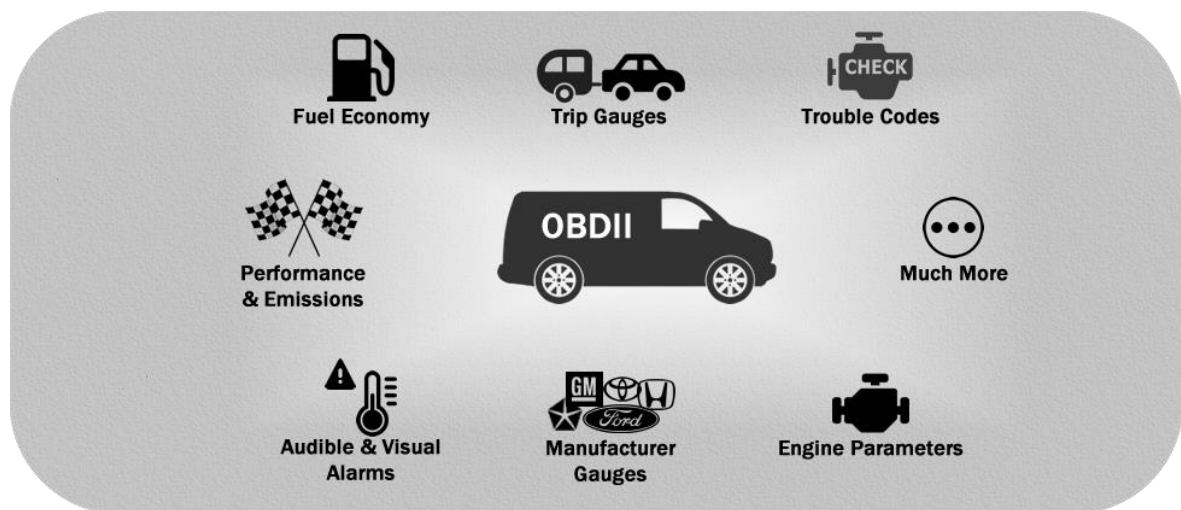 Fuel Economy
Trip Gauges
CHECK
Trouble Codes
OBDII
Performance
& Emissions
Much More
GM
Ford
Audible & Visual
Alarms
Manufacturer
Gauges
Engine Parameters